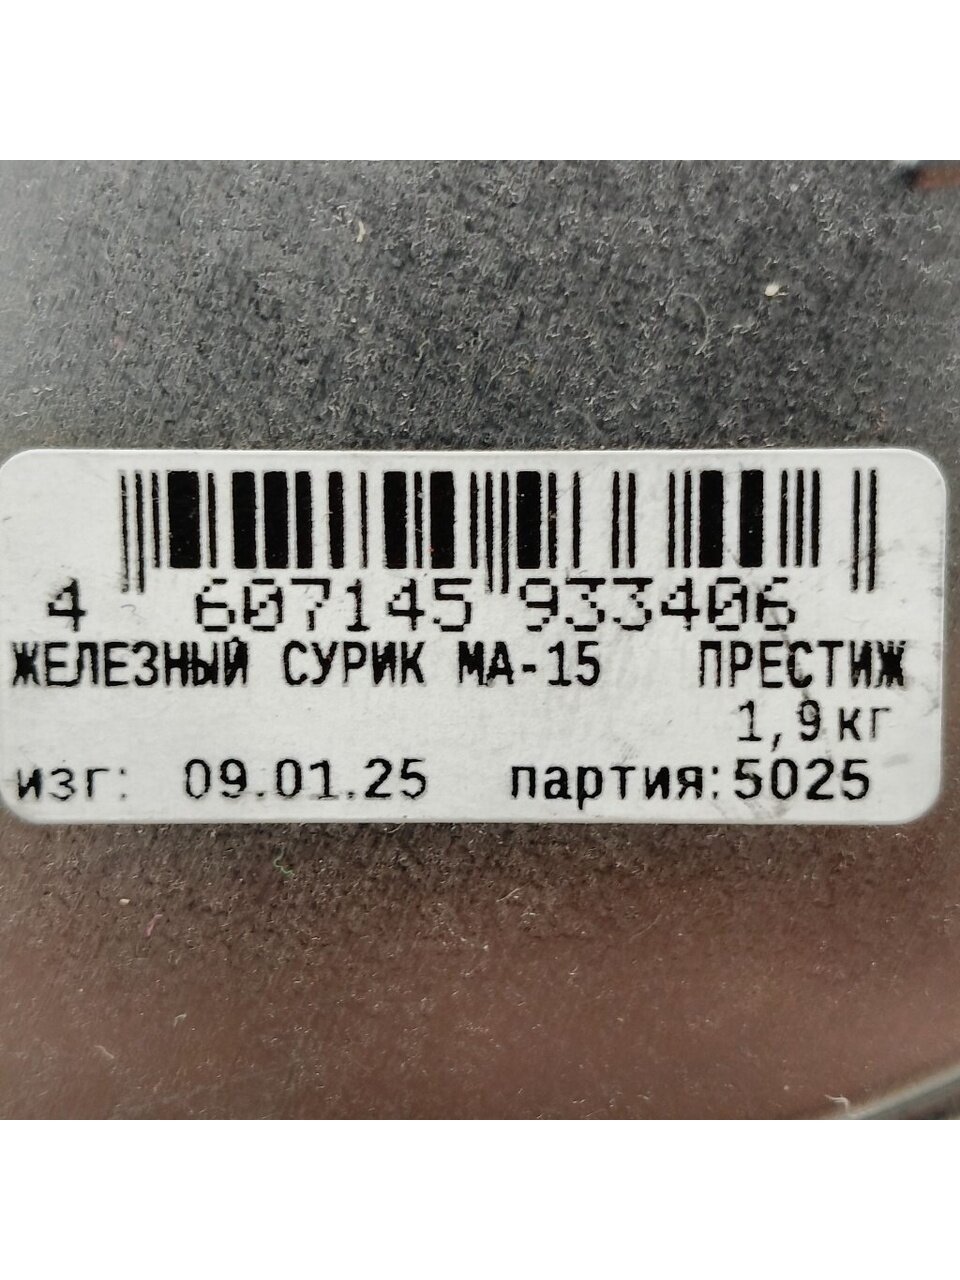 4 607145 933406
ЖЕЛЕЗНЫЙ СУРИК МА-15 ПРЕСТИЖ
1,9кг
изг: 09.01.25 партия:5025